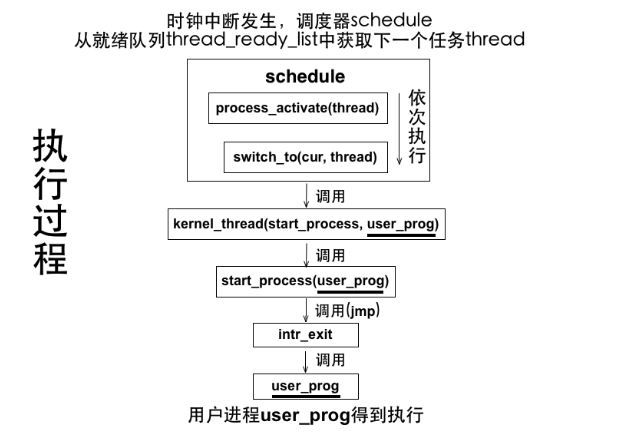 时钟中断发生，调度器schedule
从就绪队列thread_ready_list中获取下一个任务thread
执行过程
schedule
process_activate(thread)
switch_to(cur, thread)
依次执行
调用
kernel_thread(start_process, user_prog)
调用
start_process(user_prog)
调用(jmp)
intr_exit
调用
user_prog
用户进程user_prog得到执行